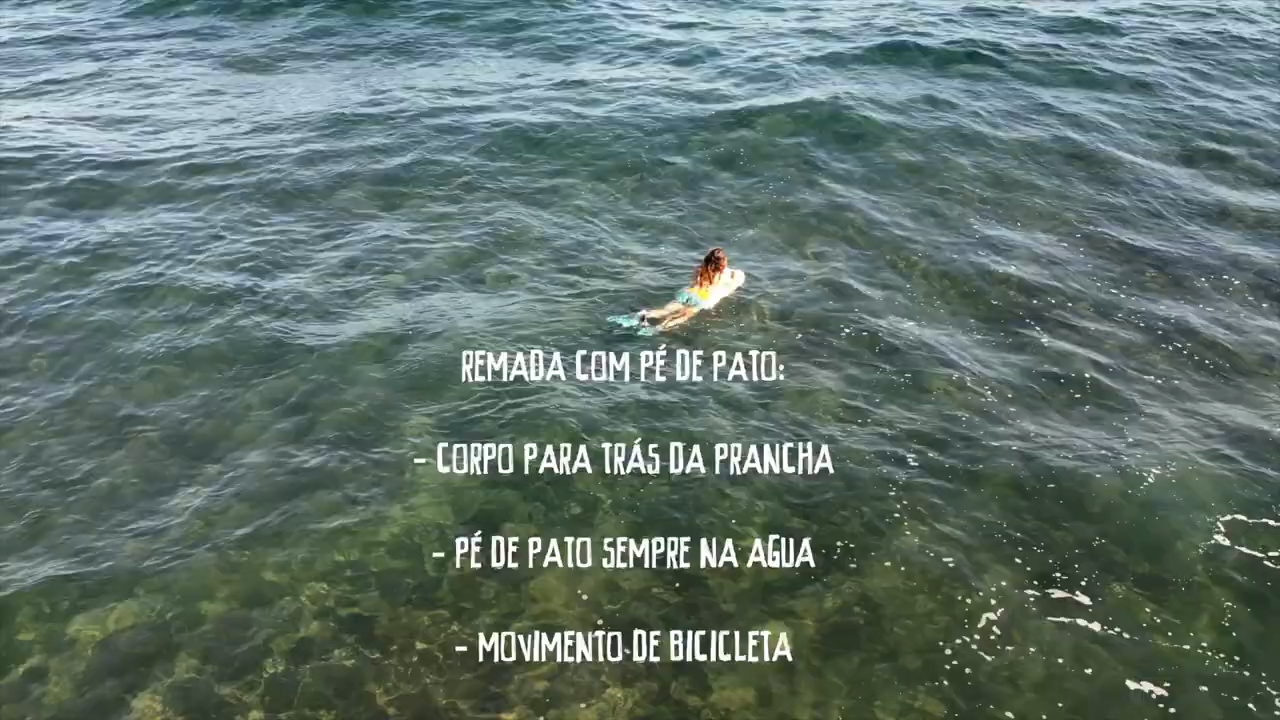 REMADA COM PÉ DE PATO:
- CORPO PARA TRÁS DA PRANCHA
- PÉ DE PATO SEMPRE NA AGUA
- MOVIMENTO DE BICICLETA